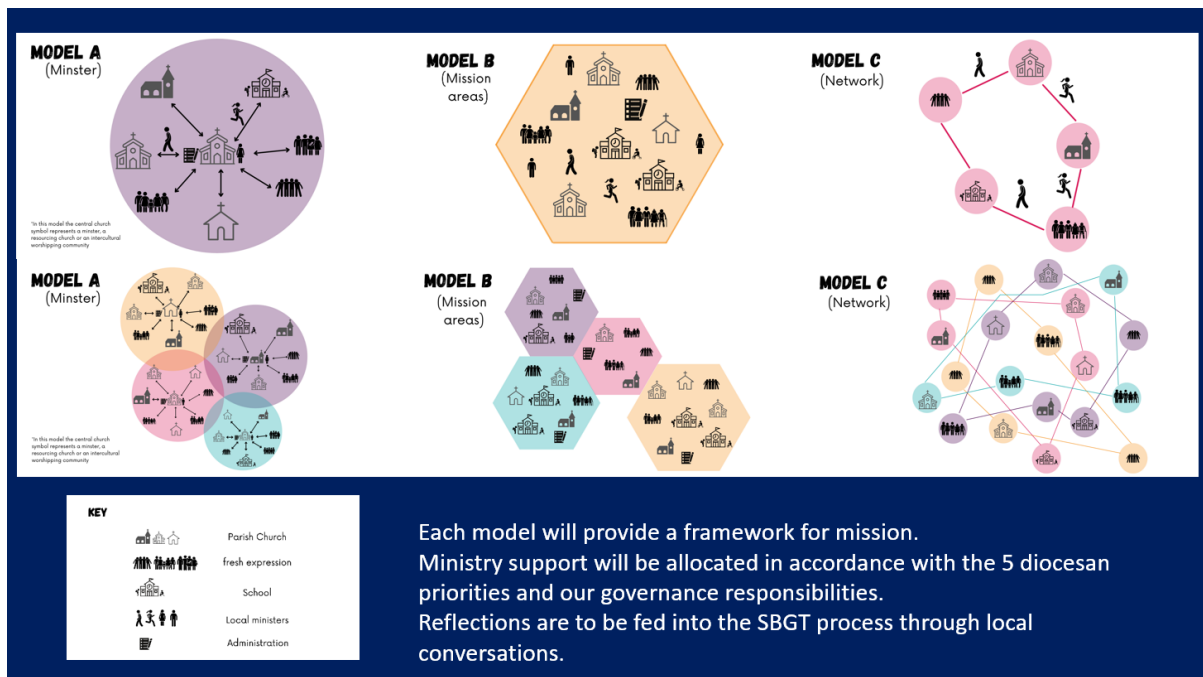 MODEL A
(Minster)
*In this model the central church
symbol represents a minster, a
resourcing church or an intercultural
worshipping community
MODEL B
(Mission
areas)
MODEL C
(Network)
MODEL A
(Minster)
*In this model the central church
symbol represents a minster, a
resourcing church or an intercultural
worshipping community
MODEL B
(Mission
areas)
MODEL C
(Network)
KEY
Parish Church
fresh expression
School
Local ministers
Administration
Each model will provide a framework for mission.
Ministry support will be allocated in accordance with the 5 diocesan
priorities and our governance responsibilities.
Reflections are to be fed into the SBGT process through local
conversations.